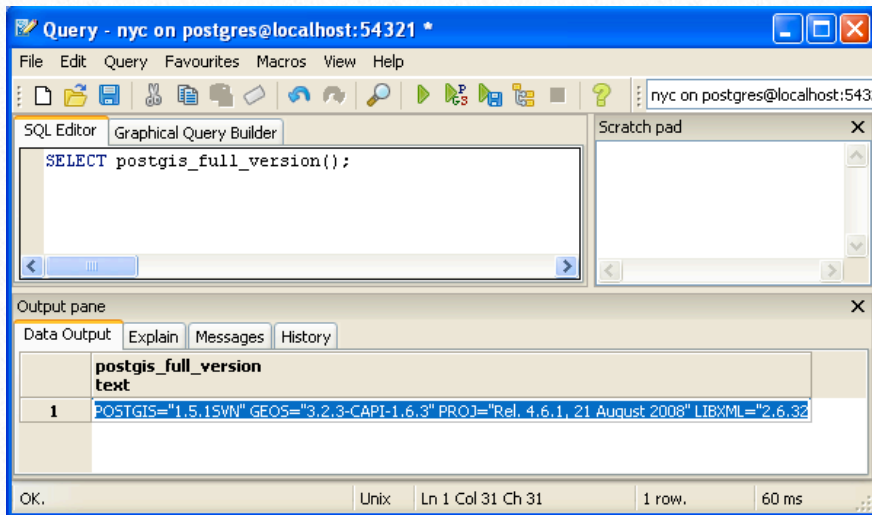 Query - nyc on postgres@localhost:54321 *
File Edit Query Favourites Macros View Help
nyc on postgres@localhost:543
SQL Editor Graphical Query Builder
Scratch pad
SELECT postgis_full_version();
Output pane
Data Output Explain Messages History
postgis_full_version
text
1 POSTGIS="1.5.1SVN" GEOS="3.2.3-CAPI-1.6.3" PROJ="Rel. 4.6.1, 21 August 2008" LIBXML="2.6.32
OK. Unix Ln 1 Col 31 Ch 31 1 row. 60 ms